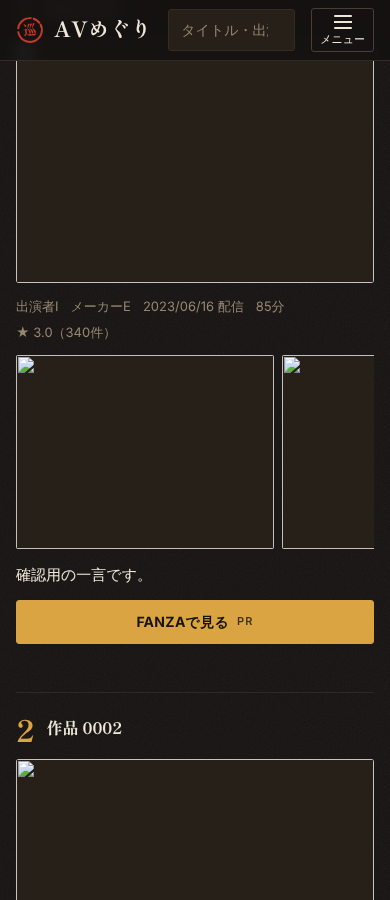 巡 AVめぐり
タイトル・出
メニュー
出演者I メーカーE 2023/06/16 配信 85分
★ 3.0（340件）
確認用の一言です。
FANZAで見る PR
2 作品 0002